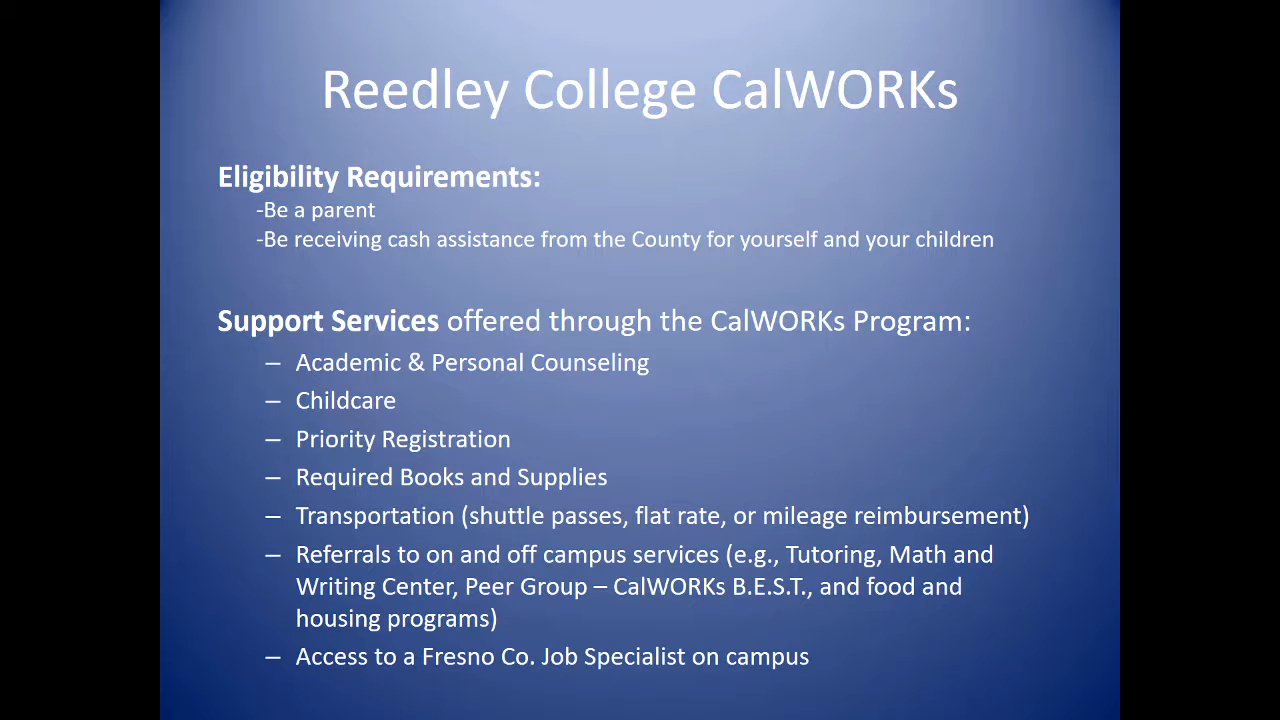 Reedley College CalWORKs
Eligibility Requirements:
-Be a parent
-Be receiving cash assistance from the County for yourself and your children
Support Services offered through the CalWORKs Program:
– Academic & Personal Counseling
– Childcare
– Priority Registration
– Required Books and Supplies
– Transportation (shuttle passes, flat rate, or mileage reimbursement)
– Referrals to on and off campus services (e.g., Tutoring, Math and
Writing Center, Peer Group – CalWORKs B.E.S.T., and food and
housing programs)
– Access to a Fresno Co. Job Specialist on campus